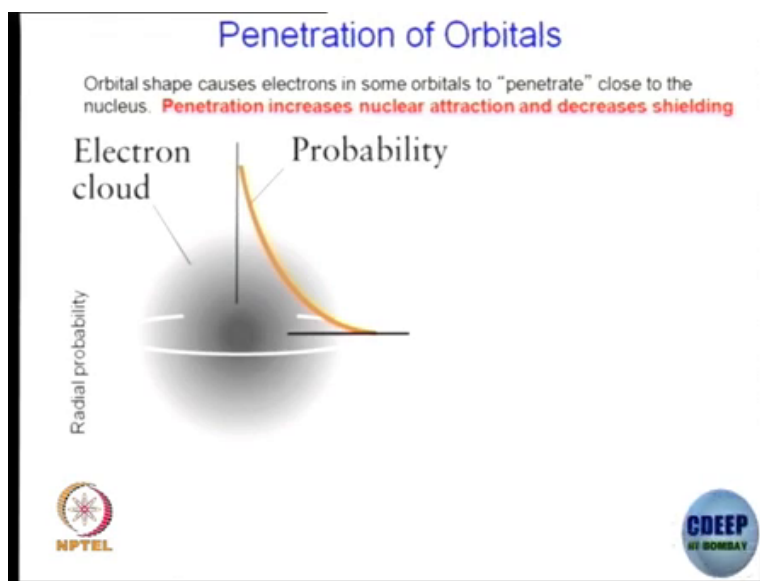 Penetration of Orbitals
Orbital shape causes electrons in some orbitals to “penetrate” close to the
nucleus. Penetration increases nuclear attraction and decreases shielding
Electron
cloud
Probability
Radial probability
NPTEL
CDEEP
IIT BOMBAY